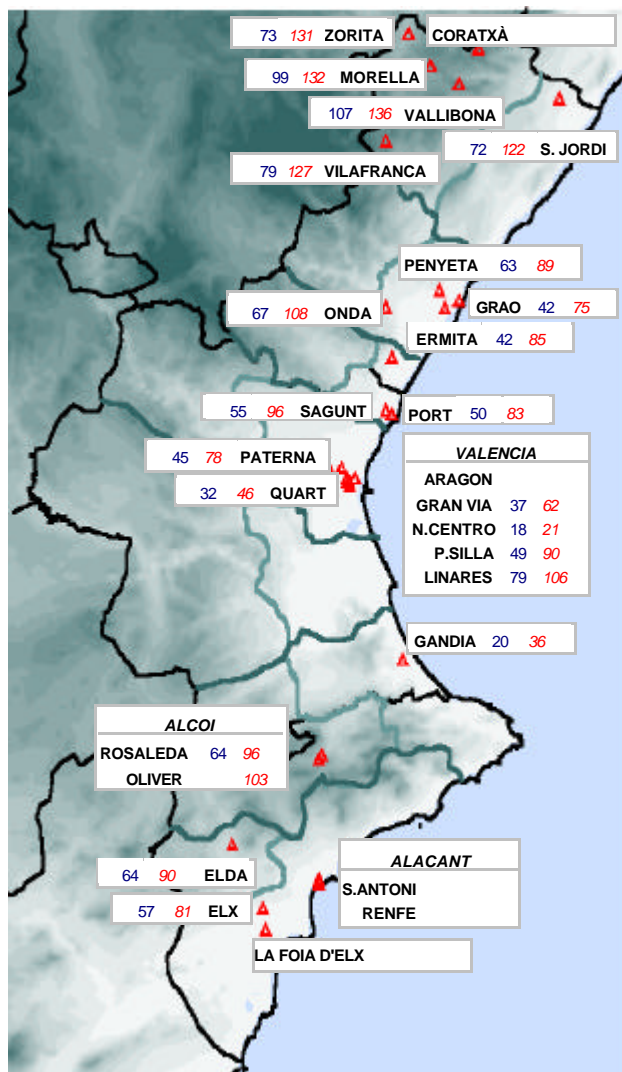 73 131 ZORITA
CORATXÀ
99 132 MORELLA
107 136 VALLIBONA
72 122 S. JORDI
79 127 VILAFRANCA
PENYETA 63 89
67 108 ONDA
GRAO 42 75
ERMITA 42 85
55 96 SAGUNT
PORT 50 83
45 78 PATERNA
32 46 QUART
VALENCIA
ARAGON
GRAN VIA 37 62
N.CENTRO 18 21
P.SILLA 49 90
LINARES 79 106
GANDIA 20 36
ALCOI
ROSALEDA 64 96
OLIVER 103
64 90 ELDA
57 81 ELX
ALACANT
S.ANTONI
RENFE
LA FOIA D'ELX